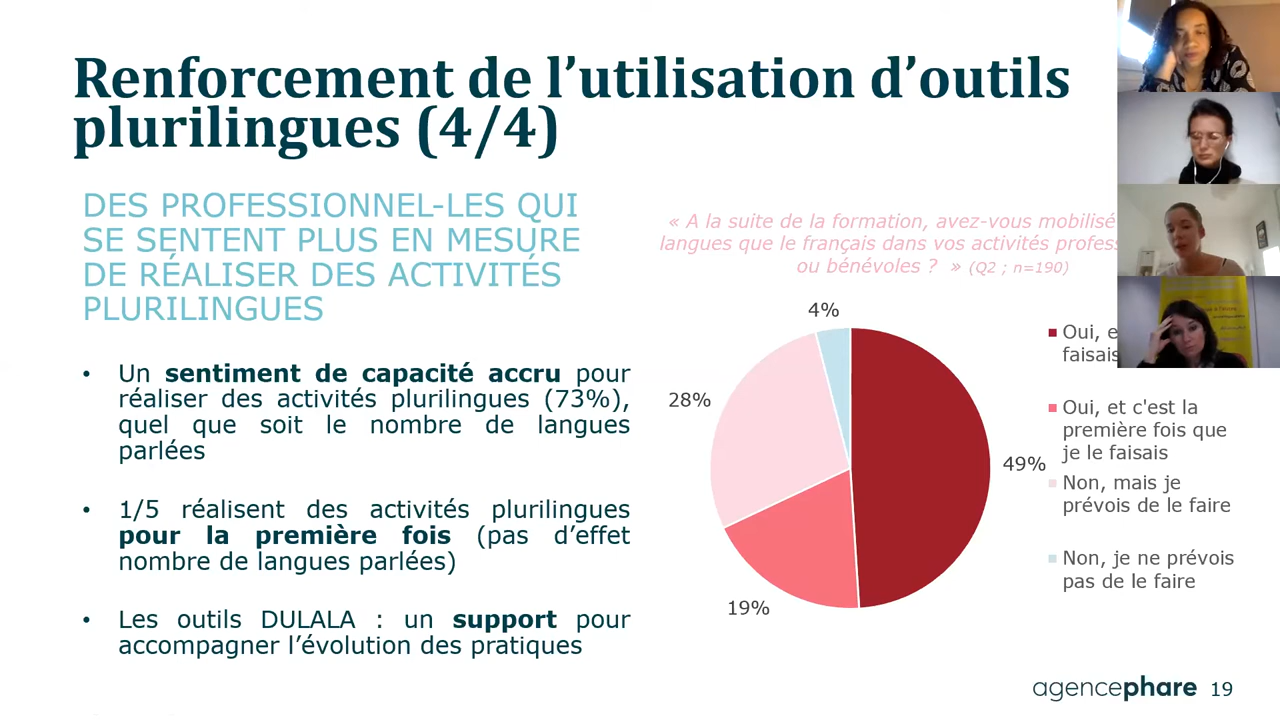 Renforcement de l’utilisation d’outils
plurilingues (4/4)
DES PROFESSIONNEL-LES QUI
SE SENTENT PLUS EN MESURE
DE RÉALISER DES ACTIVITÉS
PLURILINGUES
• Un sentiment de capacité accru pour
réaliser des activités plurilingues (73%),
quel que soit le nombre de langues
parlées
• 1/5 réalisent des activités plurilingues
pour la première fois (pas d’effet
nombre de langues parlées)
• Les outils DULALA : un support pour
accompagner l’évolution des pratiques
« A la suite de la formation, avez-vous mobilisé
langues que le français dans vos activités
ou bénévoles ? » (Q2 ; n=190)
4%
28%
49%
19%
Oui,
faisais
Oui, et c'est la
première fois que
je le faisais
Non, mais je
prévois de le faire
Non, je ne prévois
pas de le faire
agencephare 19